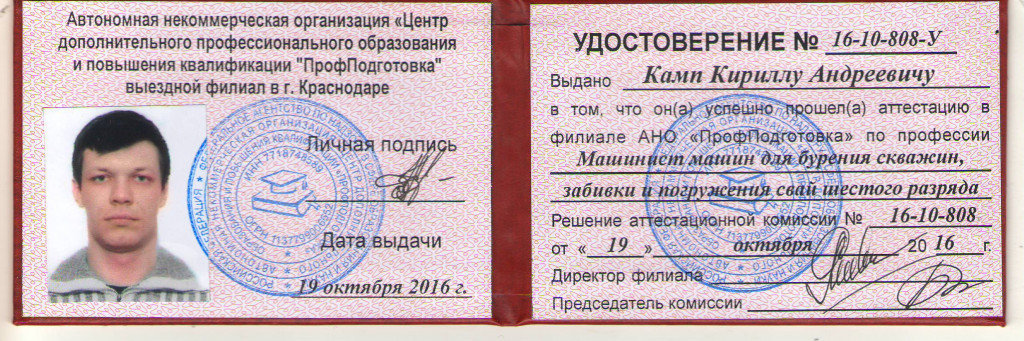 Автономная некоммерческая организация «Центр
дополнительного профессионального образования
и повышения квалификации "ПрофПодготовка"
выездной филиал в г. Краснодаре
Личная подпись
Дата выдачи
19 октября 2016 г.
УДОСТОВЕРЕНИЕ № 16-10-808-У
Выдано Камп Кириллу Андреевичу
в том, что он(а) успешно прошел(а) аттестацию в
филиале АНО «ПрофПодготовка» по профессии
Машинист машин для бурения скважин,
забивки и погружения свай шестого разряда
Решение аттестационной комиссии № 16-10-808
от « 19 » октября 20 16 г.
Директор филиала
Председатель комиссии